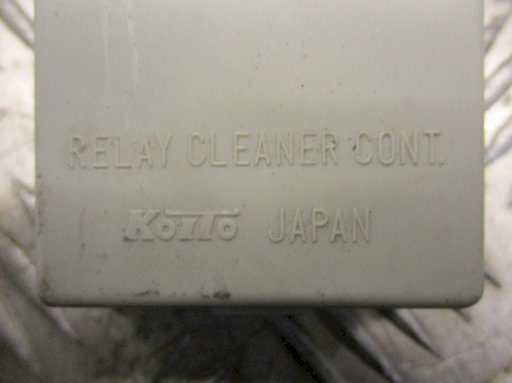 RELAY CLEANER CONT.
KOITO JAPAN